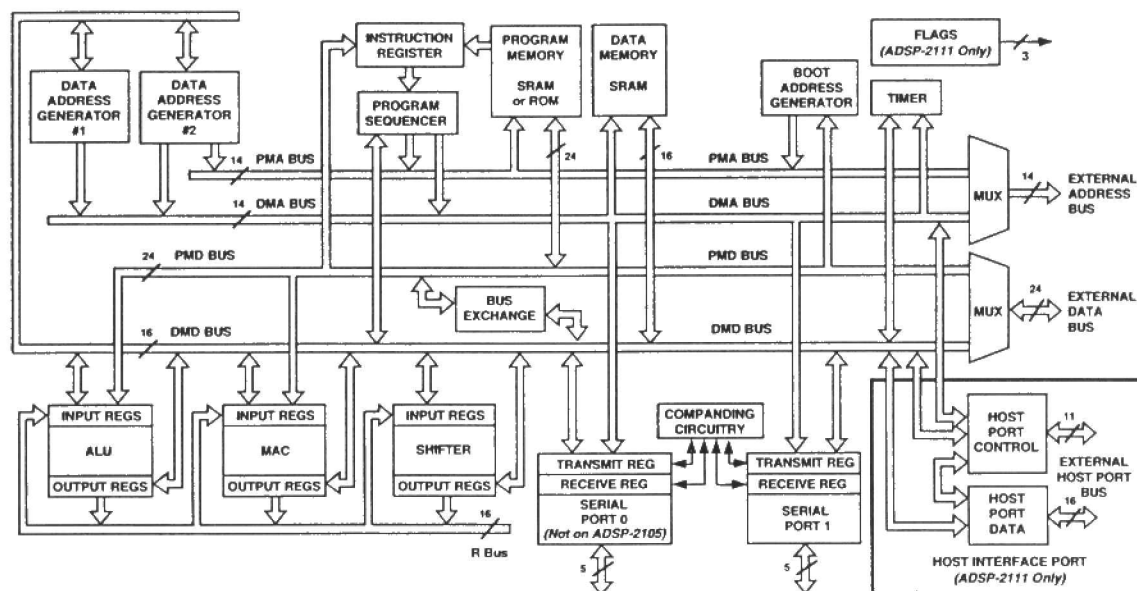 INSTRUCTION
REGISTER
PROGRAM
MEMORY
SRAM
or ROM
DATA
MEMORY
SRAM
FLAGS
(ADSP-2111 Only)
3
DATA
ADDRESS
GENERATOR
#1
DATA
ADDRESS
GENERATOR
#2
PROGRAM
SEQUENCER
BOOT
ADDRESS
GENERATOR
TIMER
14
PMA BUS
24
16
PMA BUS
MUX
14
EXTERNAL
ADDRESS
BUS
14
DMA BUS
DMA BUS
24
PMD BUS
PMD BUS
BUS
EXCHANGE
MUX
24
EXTERNAL
DATA
BUS
16
DMD BUS
DMD BUS
INPUT REGS
ALU
OUTPUT REGS
INPUT REGS
MAC
OUTPUT REGS
INPUT REGS
SHIFTER
OUTPUT REGS
16
R Bus
COMPANDING
CIRCUITRY
TRANSMIT REG
RECEIVE REG
SERIAL
PORT 0
(Not on ADSP-2105)
5
TRANSMIT REG
RECEIVE REG
SERIAL
PORT 1
5
HOST
PORT
CONTROL
11
EXTERNAL
HOST PORT
BUS
HOST
PORT
DATA
16
HOST INTERFACE PORT
(ADSP-2111 Only)